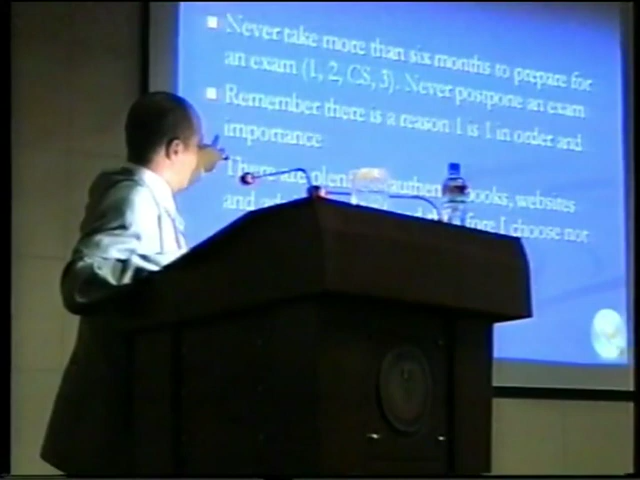 Never take more than six months to prepare for
an exam (1, 2, CS, 3). Never postpone an exam
Remember there is a reason 1 is 1 in order and
importance
There are books, websites
and I choose not